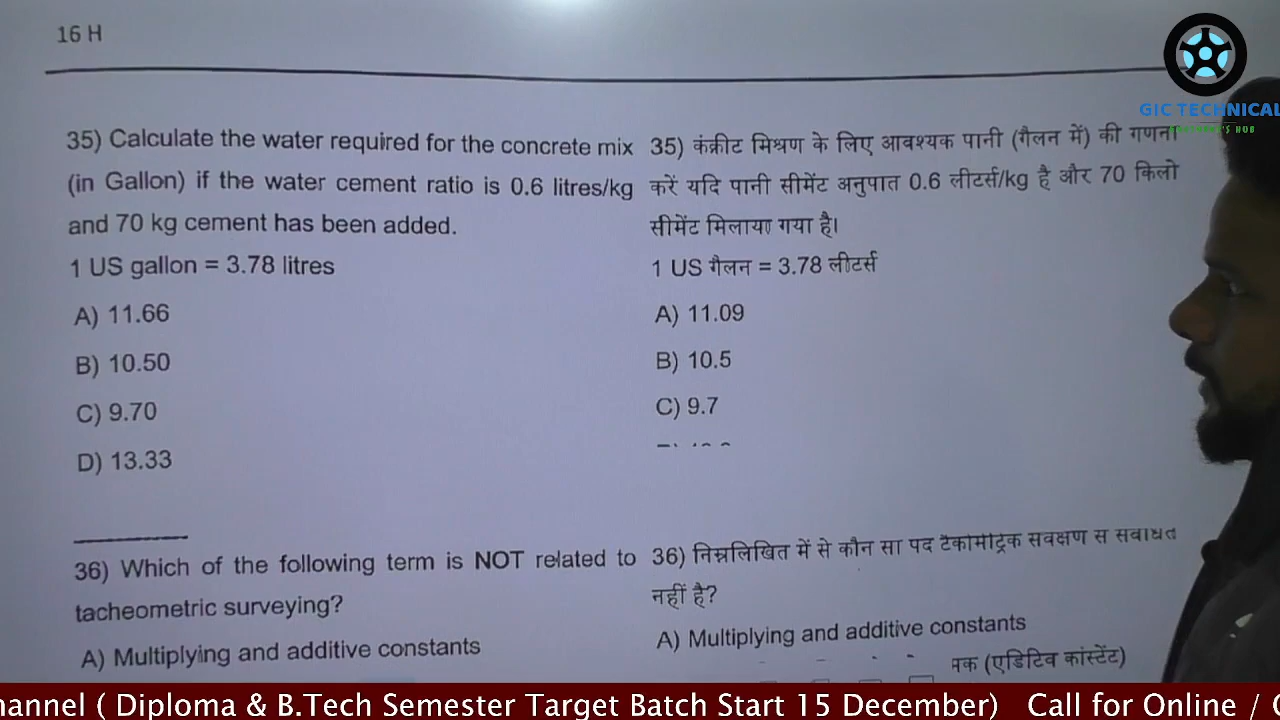 16 H
GIC TECHNICAL
35) Calculate the water required for the concrete mix
(in Gallon) if the water cement ratio is 0.6 litres/kg
and 70 kg cement has been added.
1 US gallon = 3.78 litres
A) 11.66
B) 10.50
C) 9.70
D) 13.33
35) कंक्रीट मिश्रण के लिए आवश्यक पानी (गैलन में) की गणना
करें यदि पानी सीमेंट अनुपात 0.6 लीटर्स/kg है और 70 किलो
सीमेंट मिलाया गया है।
1 US गैलन = 3.78 लीटर्स
A) 11.09
B) 10.5
C) 9.7
36) Which of the following term is NOT related to
tacheometric surveying?
A) Multiplying and additive constants
36) निम्नलिखित में से कौन सा पद
नहीं है?
A) Multiplying and additive constants
(एडिटिव कांस्टेंट)
( Diploma & B.Tech Semester Target Batch Start 15 December) Call for Online /